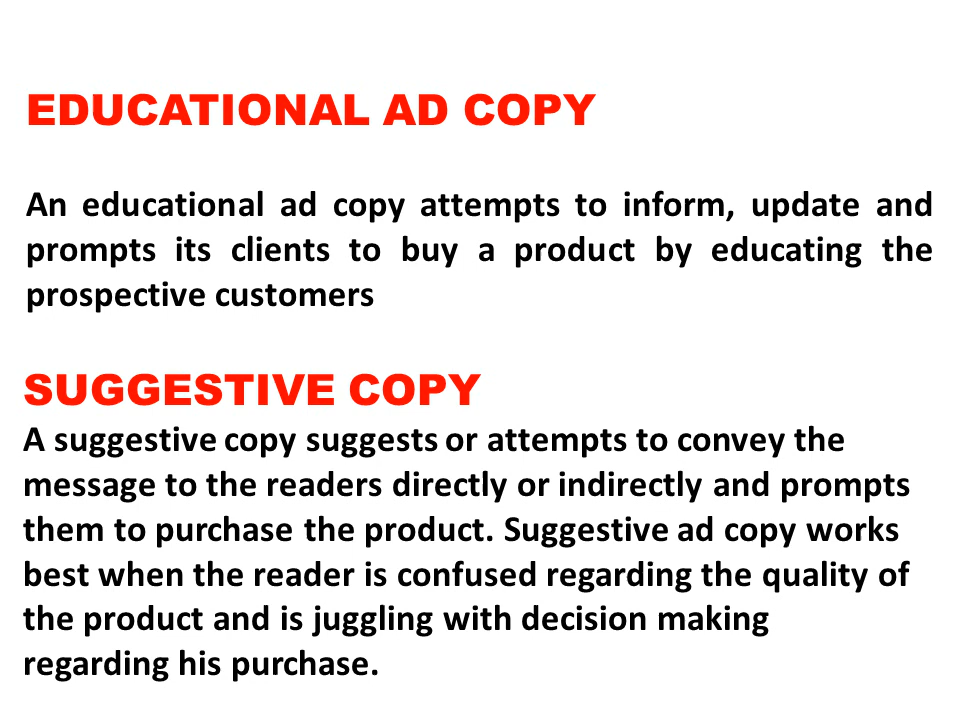 EDUCATIONAL AD COPY
An educational ad copy attempts to inform, update and
prompts its clients to buy a product by educating the
prospective customers
SUGGESTIVE COPY
A suggestive copy suggests or attempts to convey the
message to the readers directly or indirectly and prompts
them to purchase the product. Suggestive ad copy works
best when the reader is confused regarding the quality of
the product and is juggling with decision making
regarding his purchase.